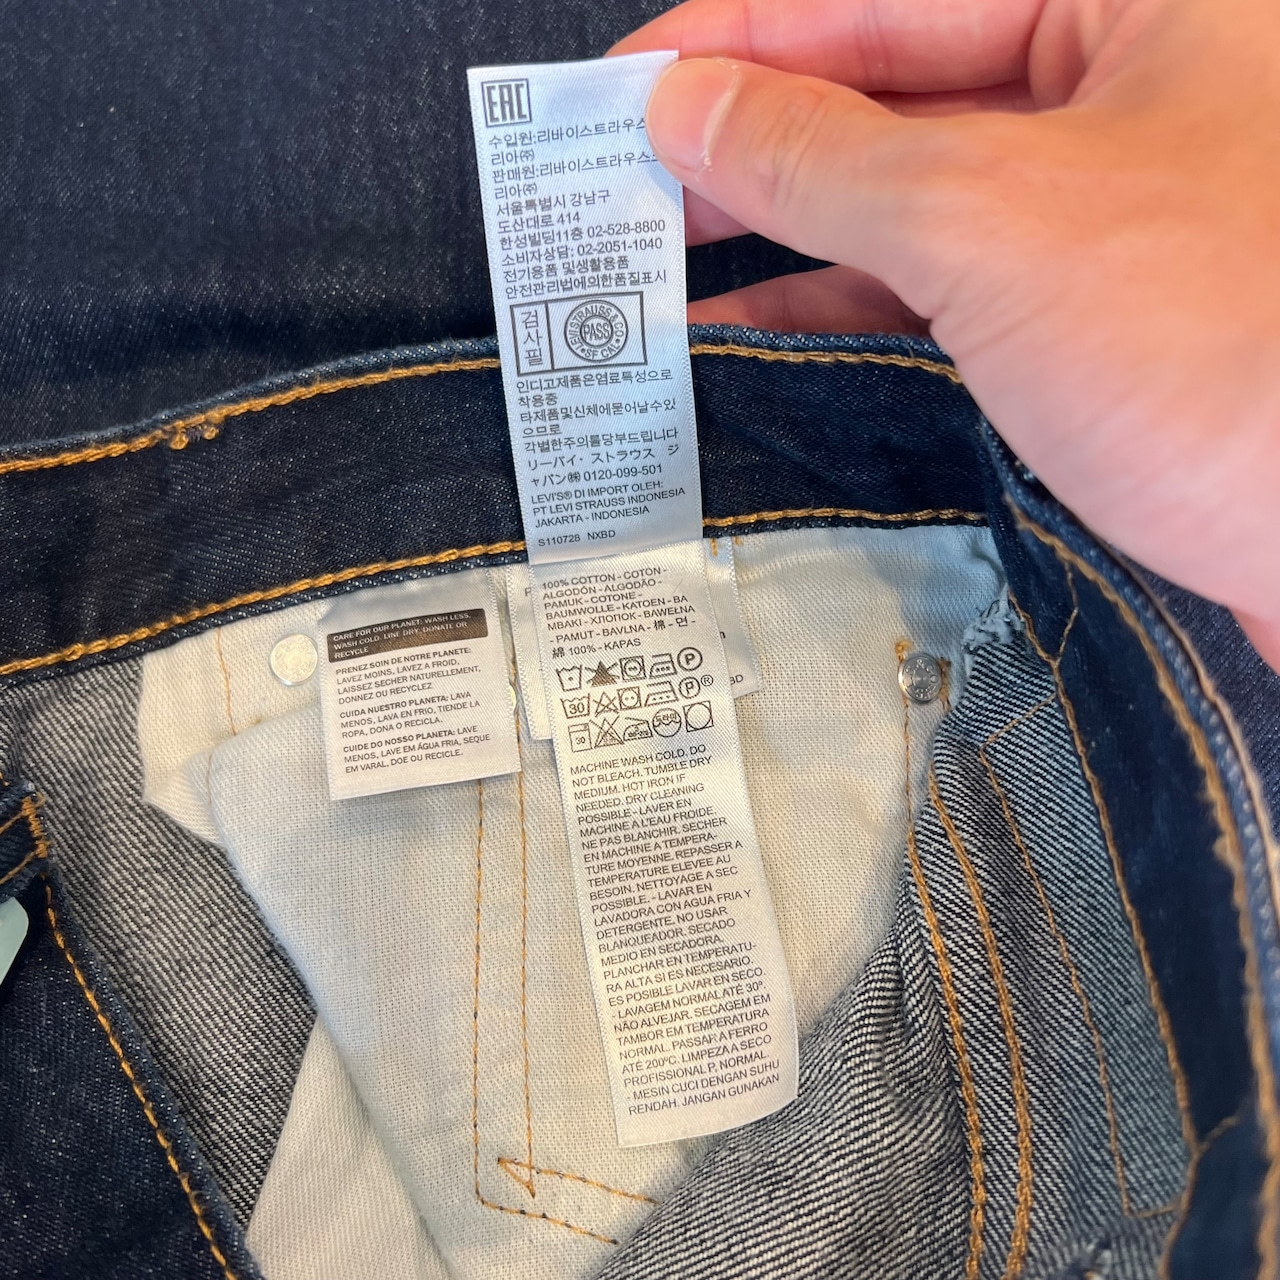 EAC
수입원:리바이스트라우스
리아㈜
판매원:리바이스트라우스
리아㈜
서울특별시 강남구
도산대로 414
한성빌딩11층 02-528-8800
소비자상담: 02-2051-1040
전기용품 및생활용품
안전관리법에의한품질표시
검
사
필
LEVI STRAUSS & CO.
PASS
SF CAL
인디고제품은염료특성으로
착용중
타제품및신체에묻어날수있
으므로
각별한주의를당부드립니다
リーバイ・ ストラウス ジ
ャパン㈱ 0120-099-501
LEVI'S® DI IMPORT OLEH:
PT LEVI STRAUSS INDONESIA
JAKARTA - INDONESIA
S110728 NXBD
100% COTTON - COTON -
ALGODÓN - ALGODÃO -
PAMUK - COTONE -
BAUMWOLLE - KATOEN - BA
MBAKI - ХЛОПОК - BAWEŁNA
- PAMUT - BAVLNA - 棉 - 면 -
綿 100% - KAPAS
P
P®
30
30
드라이
MACHINE WASH COLD. DO
NOT BLEACH. TUMBLE DRY
MEDIUM. HOT IRON IF
NEEDED. DRY CLEANING
POSSIBLE - LAVER EN
MACHINE A L'EAU FROIDE.
NE PAS BLANCHIR. SECHER
EN MACHINE A TEMPERA-
TURE MOYENNE. REPASSER A
TEMPERATURE ELEVEE AU
BESOIN. NETTOYAGE A SEC
POSSIBLE. - LAVAR EN
LAVADORA CON AGUA FRIA Y
DETERGENTE. NO USAR
BLANQUEADOR. SECADO
MEDIO EN SECADORA.
PLANCHAR EN TEMPERATU-
RA ALTA SI ES NECESARIO.
ES POSIBLE LAVAR EN SECO.
- LAVAGEM NORMAL ATÉ 30º.
NÃO ALVEJAR. SECAGEM EM
TAMBOR EM TEMPERATURA
NORMAL. PASSAR A FERRO
ATÉ 200ºC. LIMPEZA A SECO
PROFISSIONAL P, NORMAL.
- MESIN CUCI DENGAN SUHU
RENDAH. JANGAN GUNAKAN
CARE FOR OUR PLANET: WASH LESS,
WASH COLD, LINE DRY, DONATE OR
RECYCLE
PRENEZ SOIN DE NOTRE PLANETE:
LAVEZ MOINS, LAVEZ A FROID,
LAISSEZ SECHER NATURELLEMENT,
DONNEZ OU RECYCLEZ
CUIDA NUESTRO PLANETA: LAVA
MENOS, LAVA EN FRIO, TIENDE LA
ROPA, DONA O RECICLA.
CUIDE DO NOSSO PLANETA: LAVE
MENOS, LAVE EM ÁGUA FRIA, SEQUE
EM VARAL, DOE OU RECICLE.